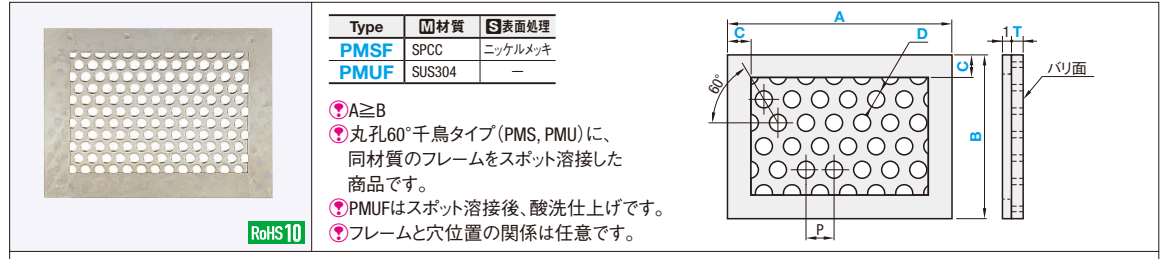 RoHS10
Type M材質 S表面処理
PMSF SPCC ニッケルメッキ
PMUF SUS304 －
A≧B
丸孔60°千鳥タイプ(PMS, PMU)に、
同材質のフレームをスポット溶接した
商品です。
PMUFはスポット溶接後、酸洗仕上げです。
フレームと穴位置の関係は任意です。
A
C
D
C
60°
B
P
1 T
バリ面